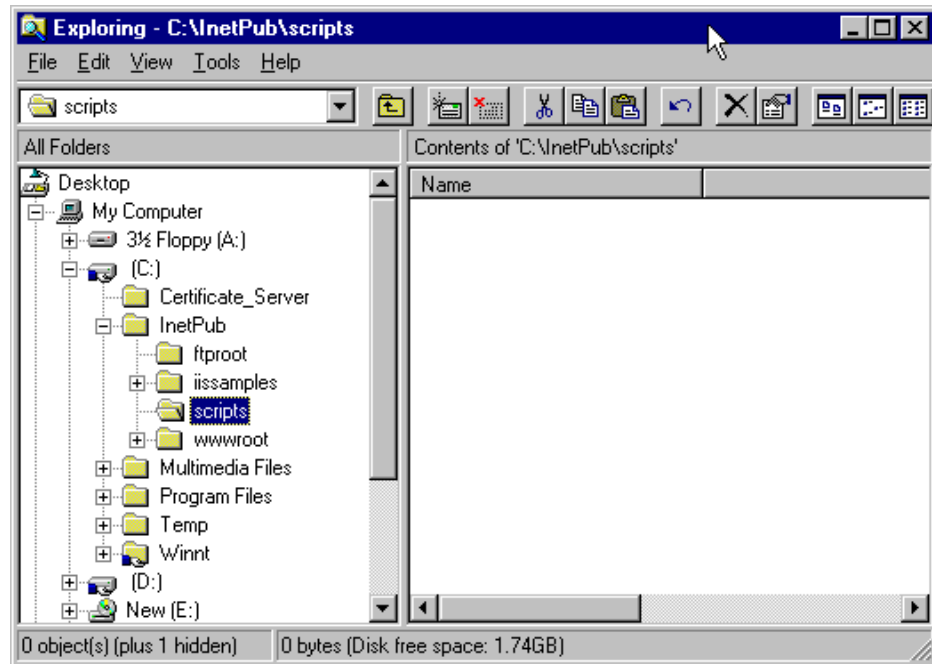 Exploring - C:\InetPub\scripts
File Edit View Tools Help
scripts
All Folders
Contents of 'C:\InetPub\scripts'
Name
Desktop
My Computer
3½ Floppy (A:)
(C:)
Certificate_Server
InetPub
ftproot
iissamples
scripts
wwwroot
Multimedia Files
Program Files
Temp
Winnt
(D:)
New (E:)
0 object(s) (plus 1 hidden)
0 bytes (Disk free space: 1.74GB)